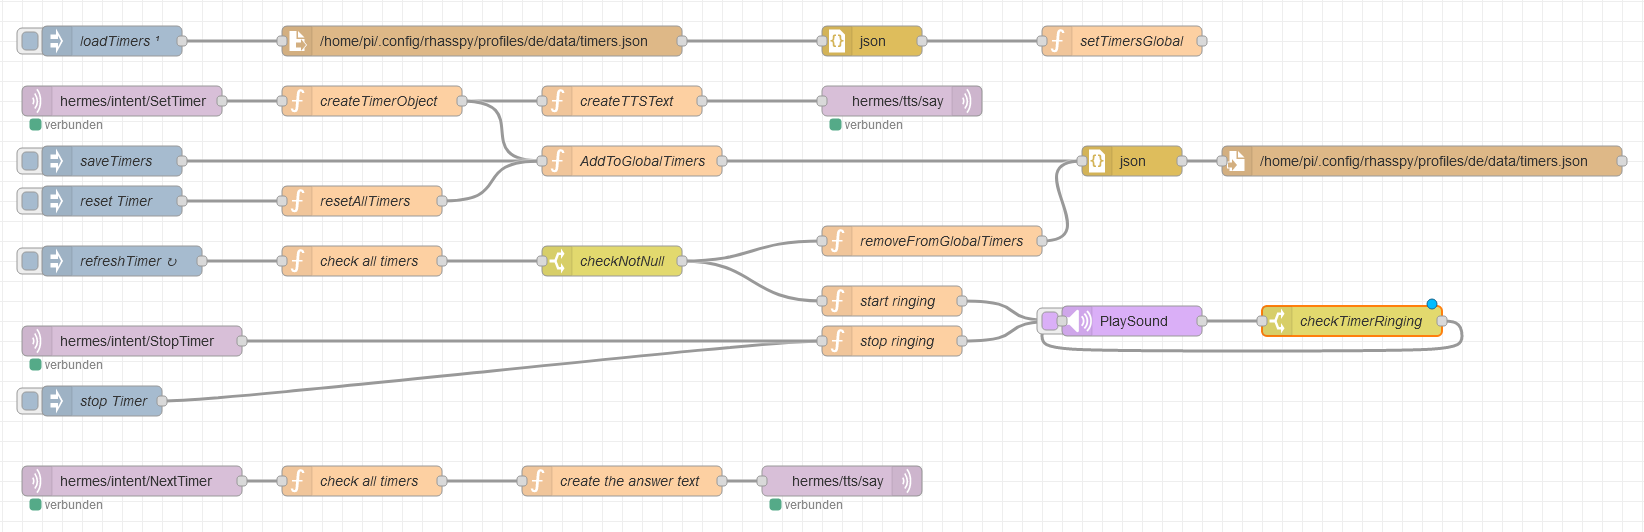 loadTimers ¹
/home/pi/.config/rhasspy/profiles/de/data/timers.json
json
setTimersGlobal
hermes/intent/SetTimer
createTimerObject
createTTSText
hermes/tts/say
verbunden
verbunden
saveTimers
AddToGlobalTimers
json
/home/pi/.config/rhasspy/profiles/de/data/timers.json
reset Timer
resetAllTimers
removeFromGlobalTimers
refreshTimer ↻
check all timers
checkNotNull
start ringing
PlaySound
checkTimerRinging
hermes/intent/StopTimer
stop ringing
verbunden
stop Timer
hermes/intent/NextTimer
check all timers
create the answer text
hermes/tts/say
verbunden
verbunden